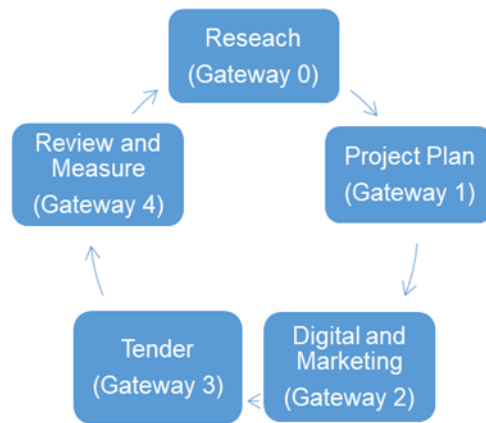 Reseach
(Gateway 0)
Project Plan
(Gateway 1)
Digital and
Marketing
(Gateway 2)
Tender
(Gateway 3)
Review and
Measure
(Gateway 4)